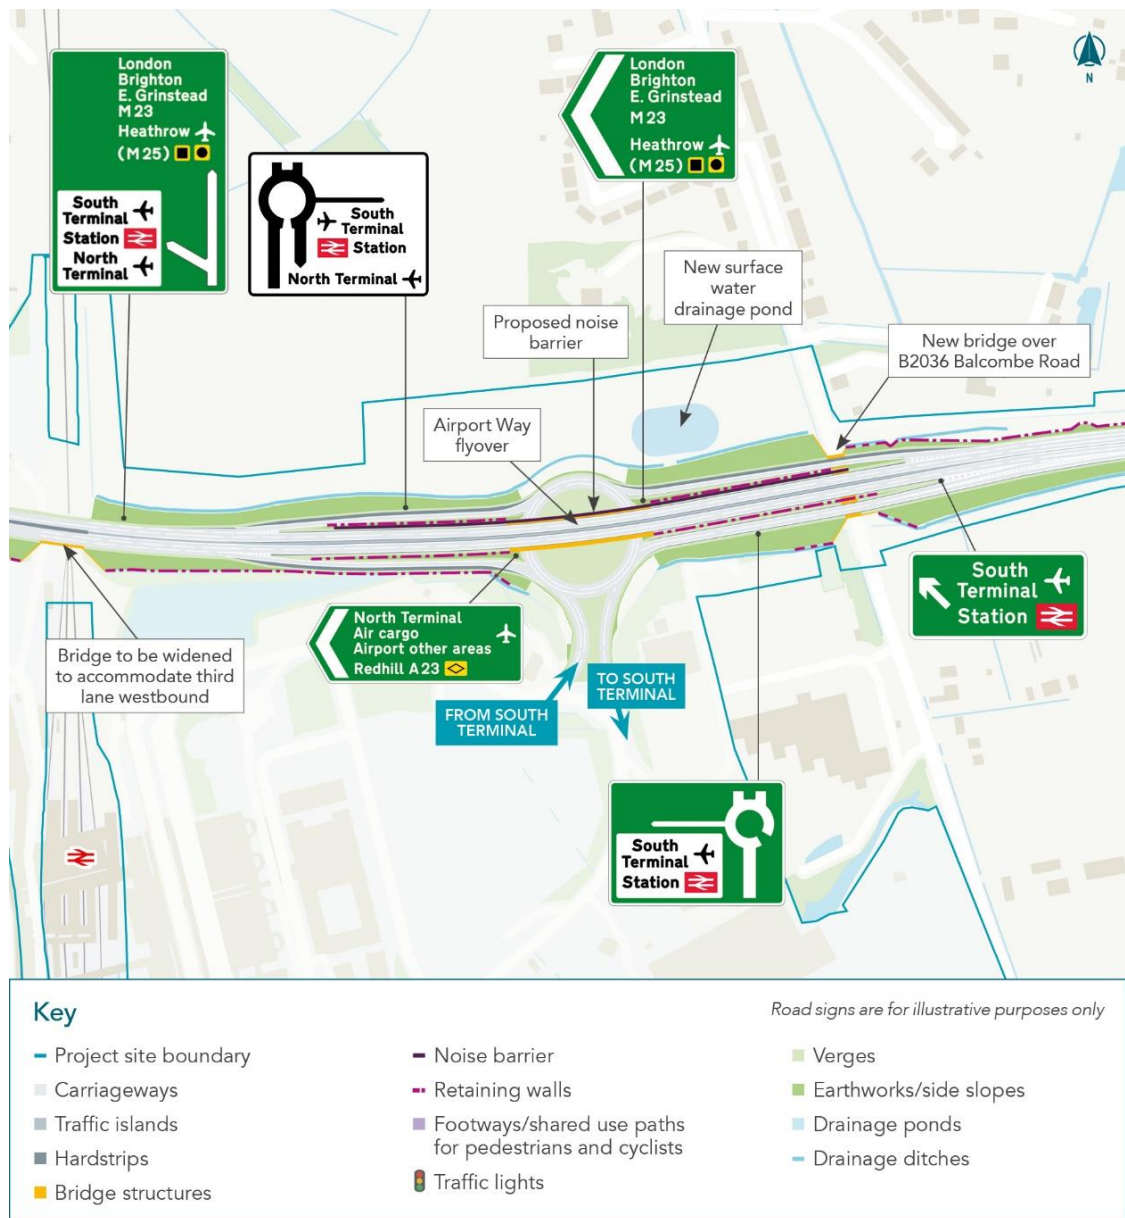 London
Brighton
E. Grinstead
M 23
Heathrow
(M 25)
South
Terminal
Station
North
Terminal
South
Terminal
Station
North Terminal
London
Brighton
E. Grinstead
M 23
Heathrow
(M 25)
N
New surface
water
drainage pond
Proposed noise
barrier
New bridge over
B2036 Balcombe Road
Airport Way
flyover
South
Terminal
Station
Bridge to be widened
to accommodate third
lane westbound
North Terminal
Air cargo
Airport other areas
Redhill A 23
TO SOUTH
TERMINAL
FROM SOUTH
TERMINAL
South
Terminal
Station
Key
Road signs are for illustrative purposes only
Project site boundary
Carriageways
Traffic islands
Hardstrips
Bridge structures
Noise barrier
Retaining walls
Footways/shared use paths
for pedestrians and cyclists
Traffic lights
Verges
Earthworks/side slopes
Drainage ponds
Drainage ditches